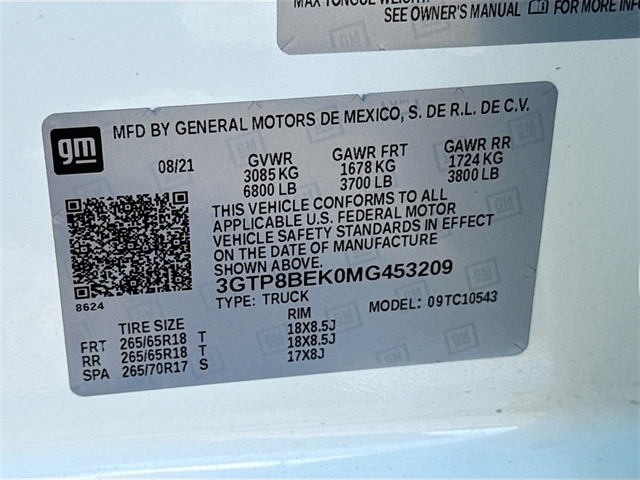 SEE OWNER'S MANUAL FOR MORE INFO
gm
MFD BY GENERAL MOTORS DE MEXICO, S. DE R.L. DE C.V.
08/21 GVWR GAWR FRT GAWR RR
3085 KG 1678 KG 1724 KG
6800 LB 3700 LB 3800 LB
THIS VEHICLE CONFORMS TO ALL
APPLICABLE U.S. FEDERAL MOTOR
VEHICLE SAFETY STANDARDS IN EFFECT
ON THE DATE OF MANUFACTURE
SHOWN ABOVE.
3GTP8BEK0MG453209
8624
TYPE: TRUCK MODEL: 09TC10543
TIRE SIZE RIM
FRT 265/65R18 T 18X8.5J
RR 265/65R18 T 18X8.5J
SPA 265/70R17 S 17X8J